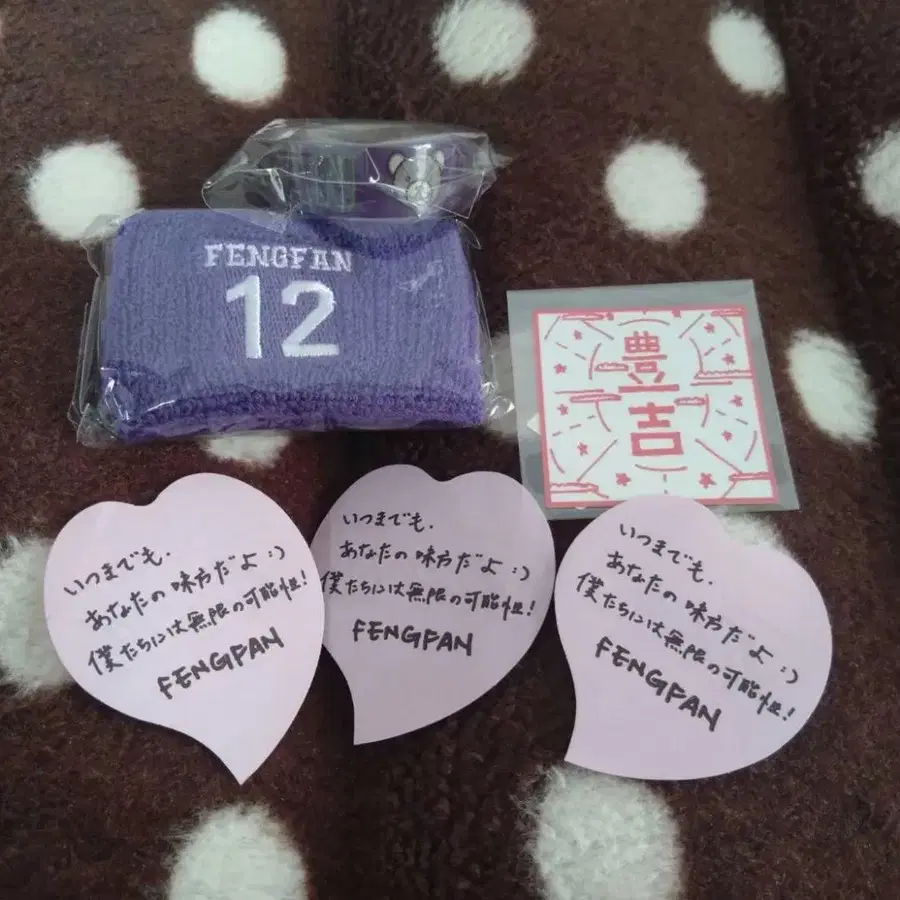 FENGFAN
12
豊
吉
いつまでも、
あなたの味方だよ :)
僕たちには無限の可能性!
FENGFAN
いつまでも、
あなたの味方だよ :)
僕たちには無限の可能性!
FENGFAN
いつまでも、
あなたの味方だよ :)
僕たちには無限の可能性!
FENGFAN